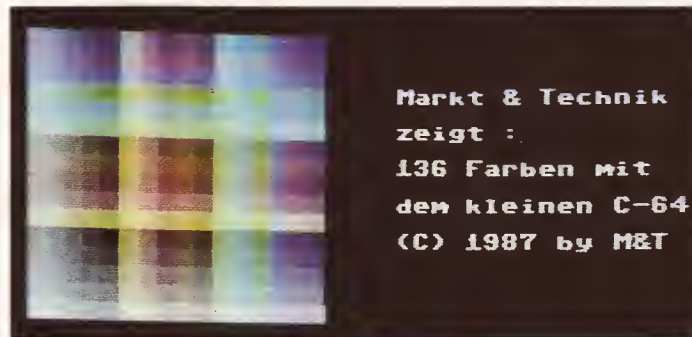 Markt & Technik
zeigt :
136 Farben mit
dem kleinen C-64
(C) 1987 by M&T